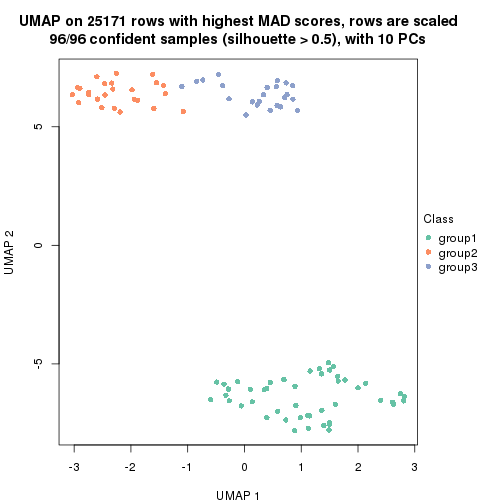 UMAP on 25171 rows with highest MAD scores, rows are scaled
96/96 confident samples (silhouette > 0.5), with 10 PCs
5
0
-5
UMAP 2
-3 -2 -1 0 1 2 3
UMAP 1
Class
group1
group2
group3